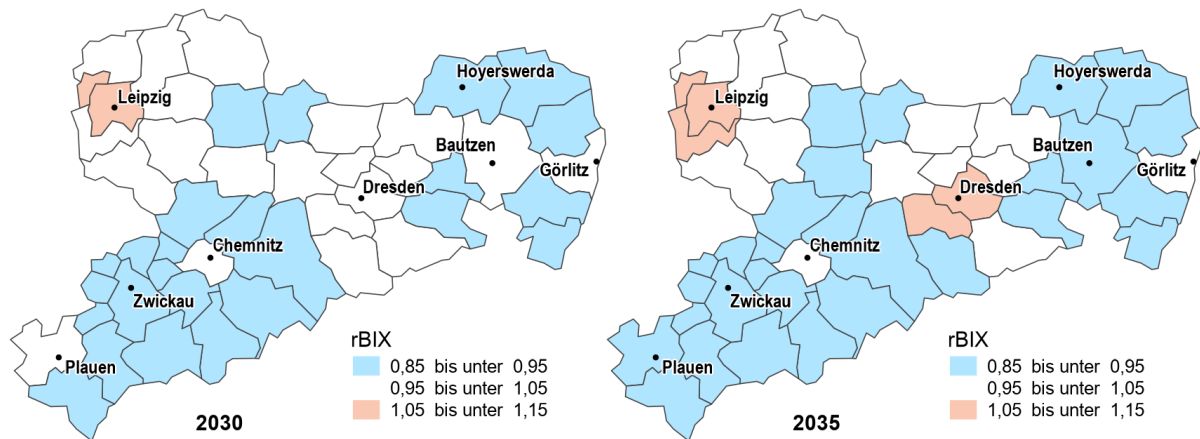 Hoyerswerda
Leipzig
Bautzen
Görlitz
Dresden
Chemnitz
Zwickau
Plauen
rBIX
0,85 bis unter 0,95
0,95 bis unter 1,05
1,05 bis unter 1,15
2030
Hoyerswerda
Leipzig
Bautzen
Görlitz
Dresden
Chemnitz
Zwickau
Plauen
rBIX
0,85 bis unter 0,95
0,95 bis unter 1,05
1,05 bis unter 1,15
2035